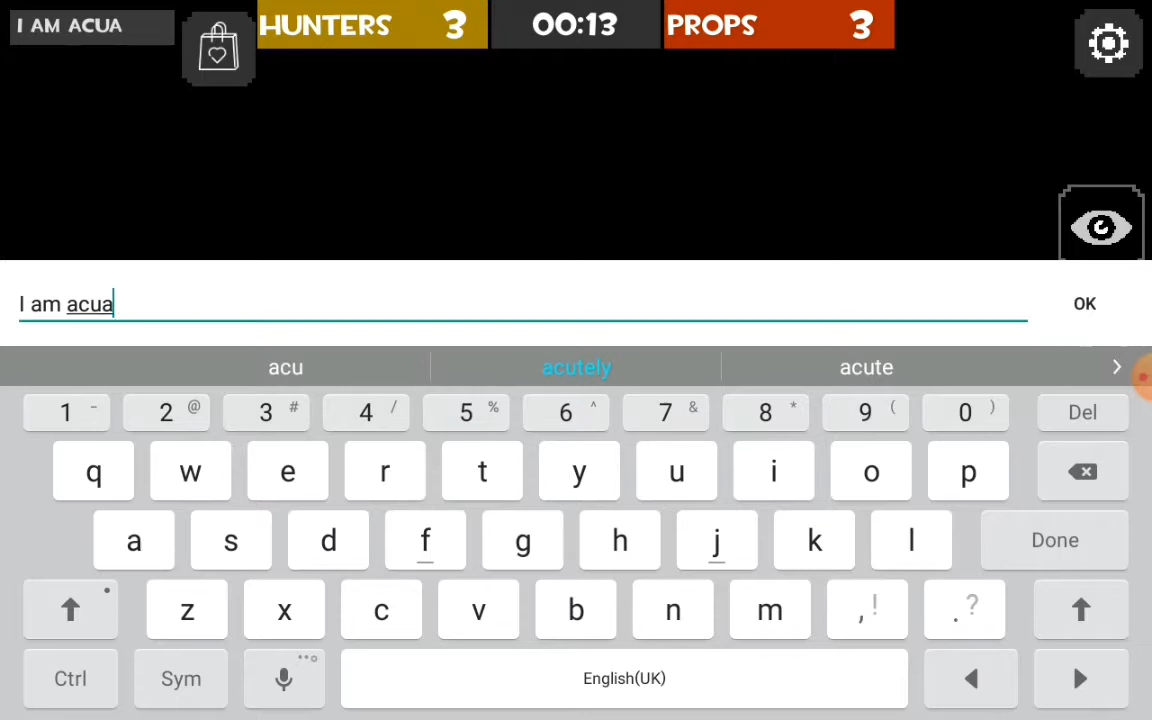 I AM ACUA
HUNTERS 3 00:13 PROPS 3
I am acua OK
acu acutely acute >
1 - 2 @ 3 # 4 / 5 % 6 ^ 7 & 8 * 9 ( 0 ) Del
q w e r t y u i o p
a s d f g h j k l Done
z x c v b n m , ! . ?
Ctrl Sym English(UK)